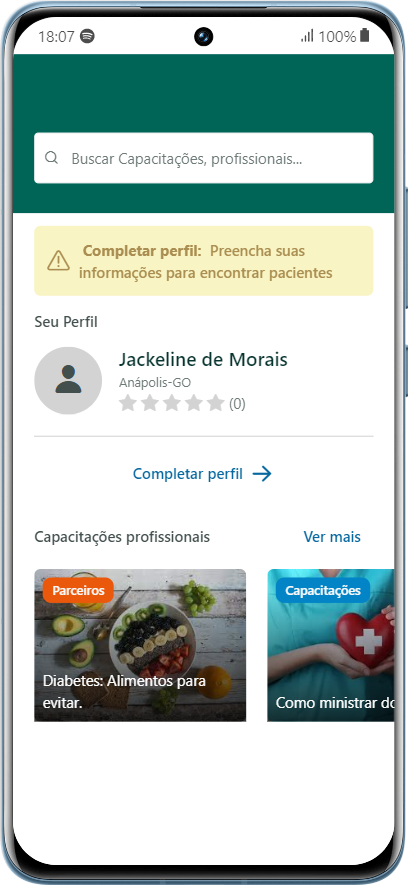 18:07
100%
Buscar Capacitações, profissionais...
Completar perfil: Preencha suas
informações para encontrar pacientes
Seu Perfil
Jackeline de Morais
Anápolis-GO
(0)
Completar perfil
Capacitações profissionais
Ver mais
Parceiros
Diabetes: Alimentos para
evitar.
Capacitações
Como ministrar do